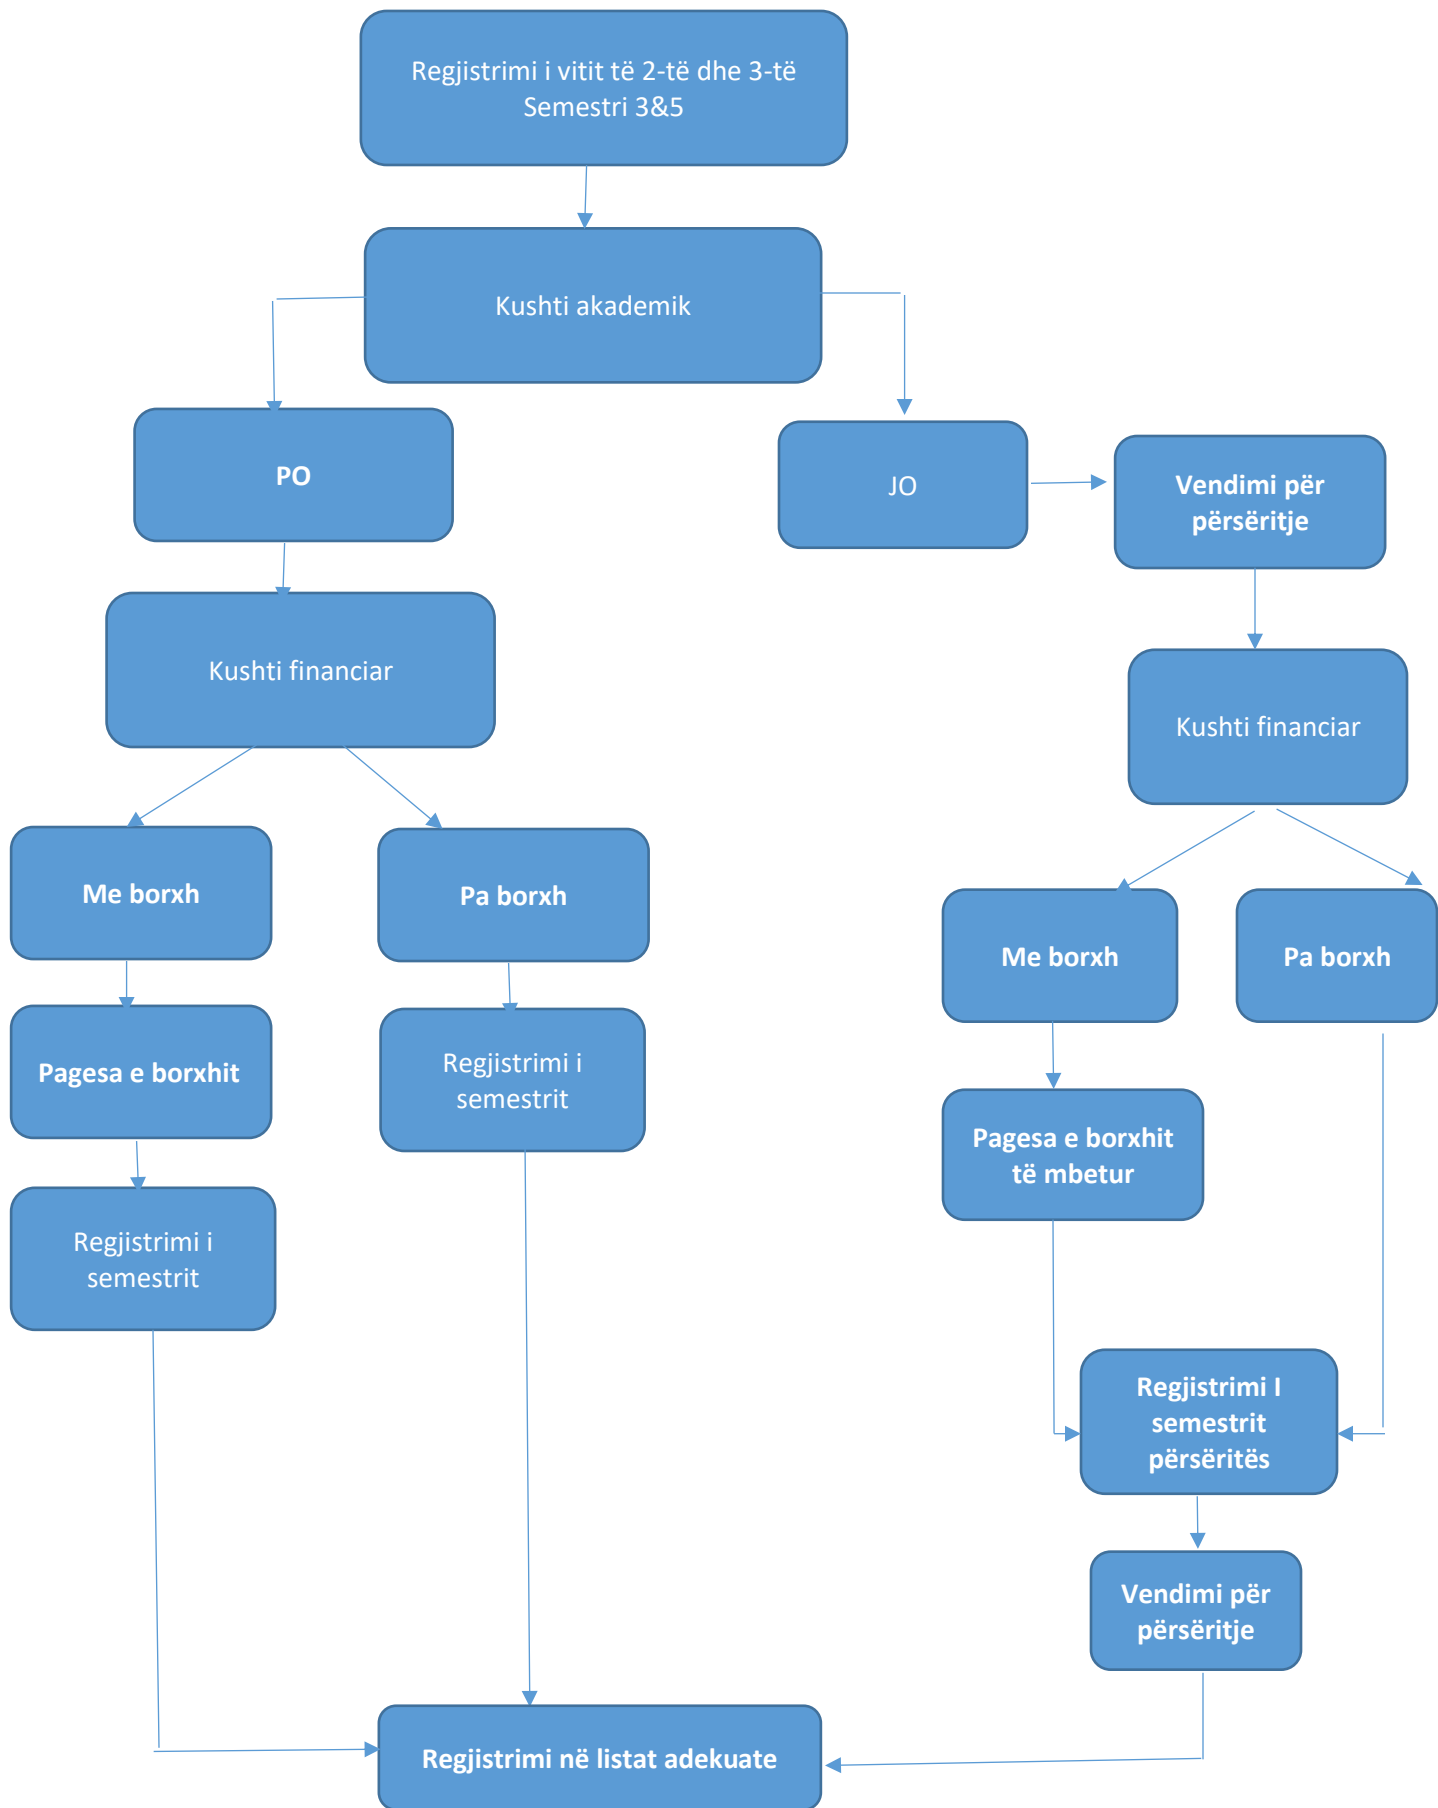 Regjistrimi i vitit të 2-të dhe 3-të
Semestri 3&5
Kushti akademik
PO
JO
Vendimi për
përsëritje
Kushti financiar
Kushti financiar
Me borxh
Pa borxh
Me borxh
Pa borxh
Pagesa e borxhit
Regjistrimi i
semestrit
Pagesa e borxhit
të mbetur
Regjistrimi i
semestrit
Regjistrimi I
semestrit
përsëritës
Vendimi për
përsëritje
Regjistrimi në listat adekuate